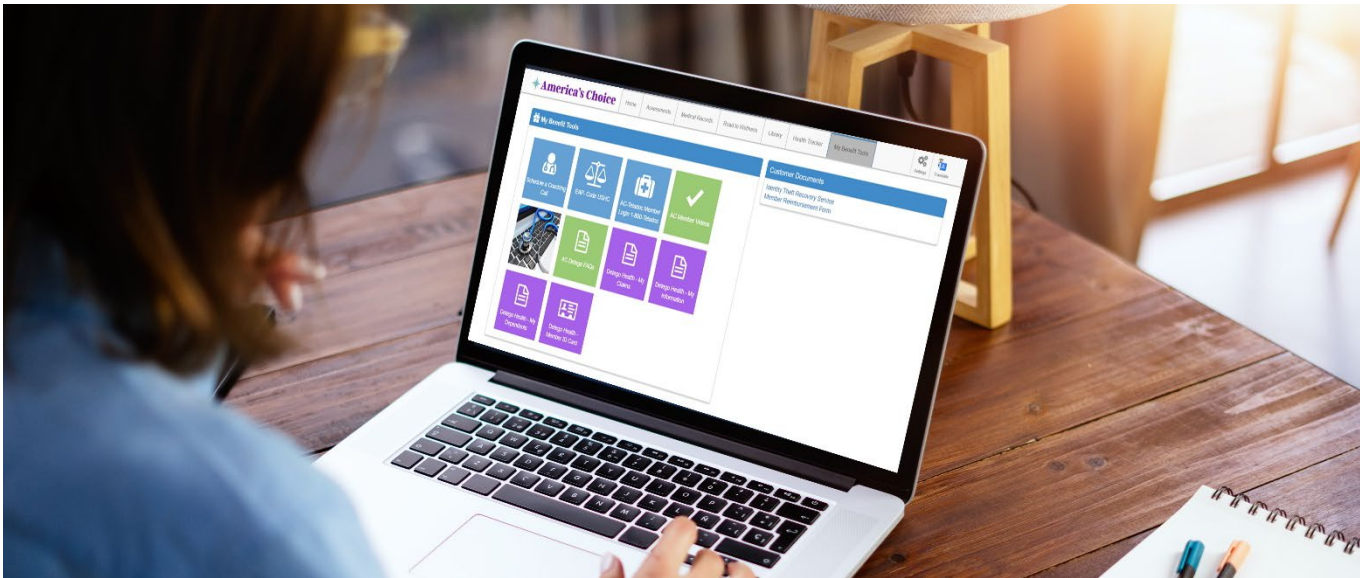 America's Choice
Home
Assessments
Medical Records
Road to Wellness
Library
Health Tracker
My Benefit Tools
Settings
Translate
My Benefit Tools
Schedule a Coaching
Call
EAP: Code USHC
AC-Teladoc Member
Login 1-800-Teladoc
AC Member Videos
AC Delego FAQs
Delego Health - My
Claims
Delego Health - My
Information
Delego Health - My
Dependents
Delego Health -
Member ID Card
Customer Documents
Identity Theft Recovery Service
Member Reimbursement Form